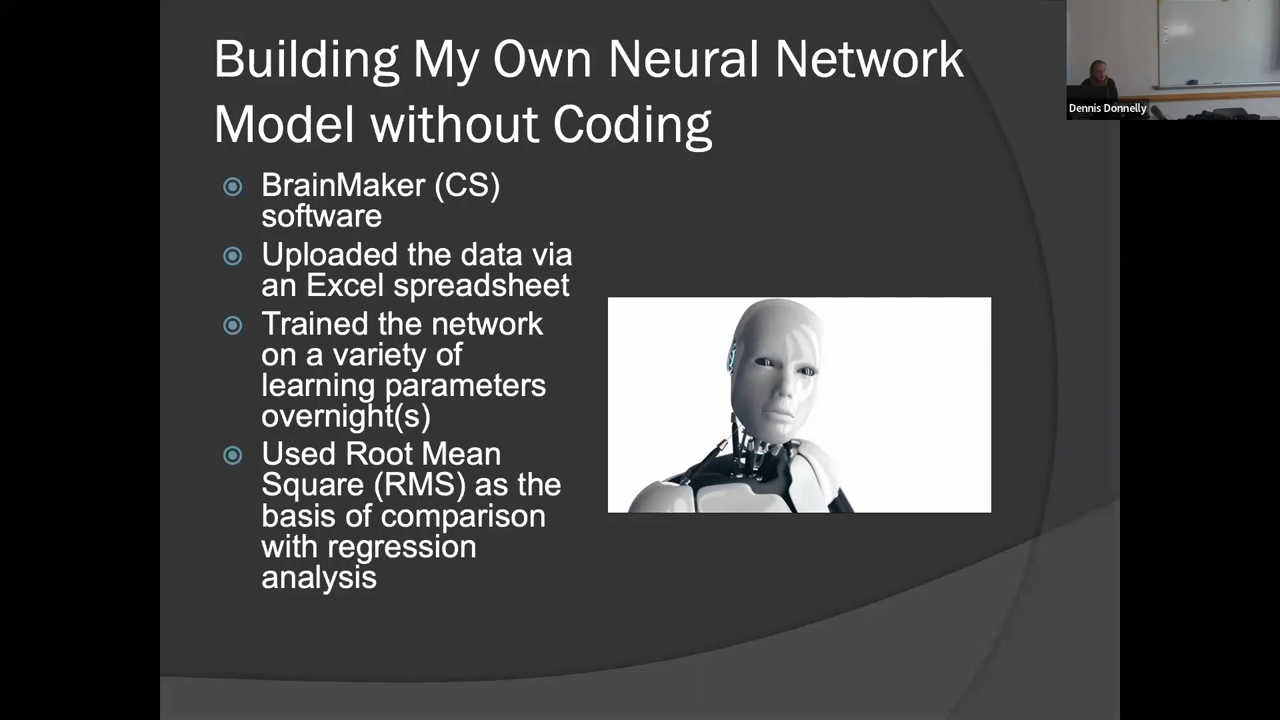 Building My Own Neural Network
Model without Coding
BrainMaker (CS)
software
Uploaded the data via
an Excel spreadsheet
Trained the network
on a variety of
learning parameters
overnight(s)
Used Root Mean
Square (RMS) as the
basis of comparison
with regression
analysis
Dennis Donnelly